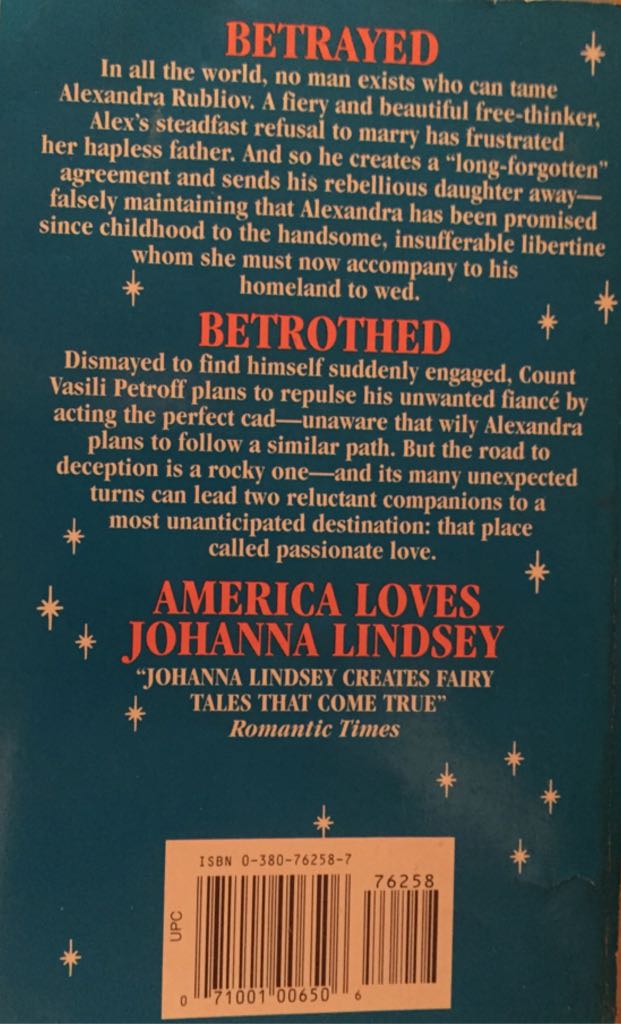 BETRAYED
In all the world, no man exists who can tame
Alexandra Rubliov. A fiery and beautiful free-thinker,
Alex's steadfast refusal to marry has frustrated
her hapless father. And so he creates a "long-forgotten"
agreement and sends his rebellious daughter away—
falsely maintaining that Alexandra has been promised
since childhood to the handsome, insufferable libertine
whom she must now accompany to his
homeland to wed.
BETROTHED
Dismayed to find himself suddenly engaged, Count
Vasili Petroff plans to repulse his unwanted fiancé by
acting the perfect cad—unaware that wily Alexandra
plans to follow a similar path. But the road to
deception is a rocky one—and its many unexpected
turns can lead two reluctant companions to a
most unanticipated destination: that place
called passionate love.
AMERICA LOVES
JOHANNA LINDSEY
"JOHANNA LINDSEY CREATES FAIRY
TALES THAT COME TRUE"
Romantic Times
ISBN 0-380-76258-7
76258
UPC
0 71001 00650 6